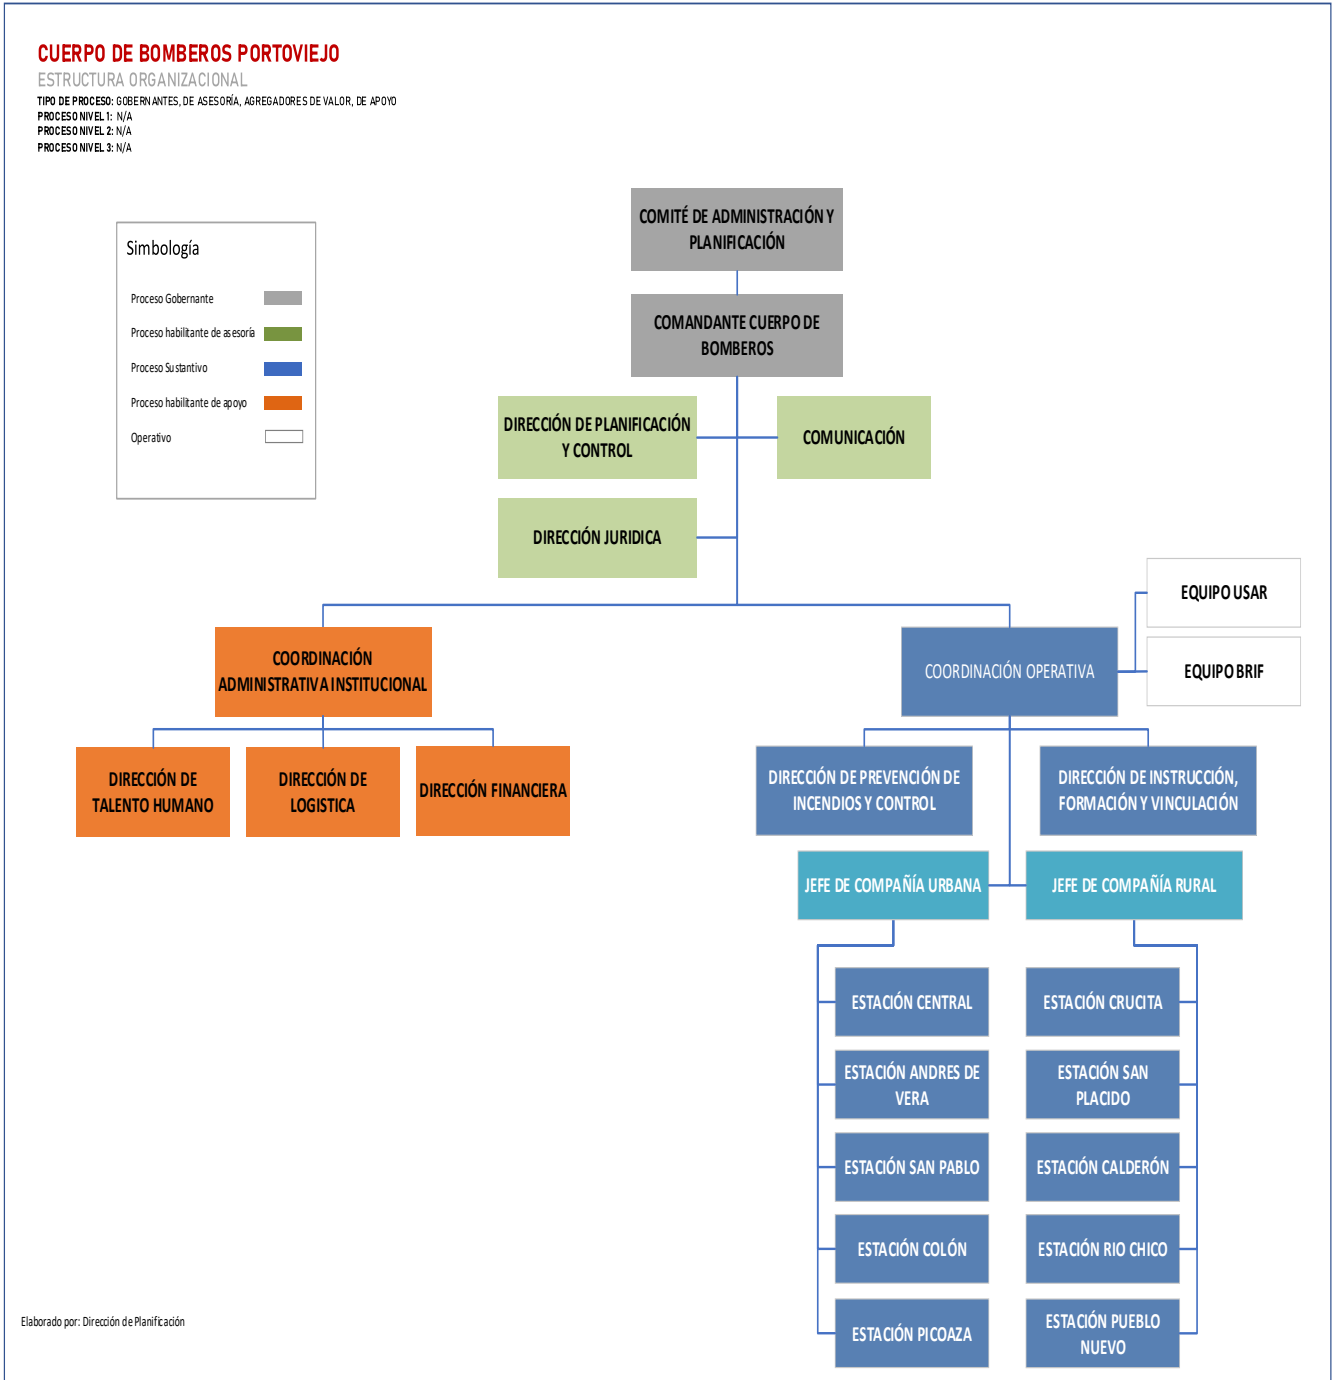 CUERPO DE BOMBEROS PORTOVIEJO
ESTRUCTURA ORGANIZACIONAL
TIPO DE PROCESO: GOBERNANTES, DE ASESORÍA, AGREGADORES DE VALOR, DE APOYO
PROCESO NIVEL 1: N/A
PROCESO NIVEL 2: N/A
PROCESO NIVEL 3: N/A
Simbología
Proceso Gobernante
Proceso habilitante de asesoría
Proceso Sustantivo
Proceso habilitante de apoyo
Operativo
COMITÉ DE ADMINISTRACIÓN Y
PLANIFICACIÓN
COMANDANTE CUERPO DE
BOMBEROS
DIRECCIÓN DE PLANIFICACIÓN
Y CONTROL
COMUNICACIÓN
DIRECCIÓN JURIDICA
EQUIPO USAR
EQUIPO BRIF
COORDINACIÓN
ADMINISTRATIVA INSTITUCIONAL
COORDINACIÓN OPERATIVA
DIRECCIÓN DE
TALENTO HUMANO
DIRECCIÓN DE
LOGISTICA
DIRECCIÓN FINANCIERA
DIRECCIÓN DE PREVENCIÓN DE
INCENDIOS Y CONTROL
DIRECCIÓN DE INSTRUCCIÓN,
FORMACIÓN Y VINCULACIÓN
JEFE DE COMPAÑÍA URBANA
JEFE DE COMPAÑÍA RURAL
ESTACIÓN CENTRAL
ESTACIÓN CRUCITA
ESTACIÓN ANDRES DE
VERA
ESTACIÓN SAN
PLACIDO
ESTACIÓN SAN PABLO
ESTACIÓN CALDERÓN
ESTACIÓN COLÓN
ESTACIÓN RIO CHICO
ESTACIÓN PICOAZA
ESTACIÓN PUEBLO
NUEVO
Elaborado por: Dirección de Planificación